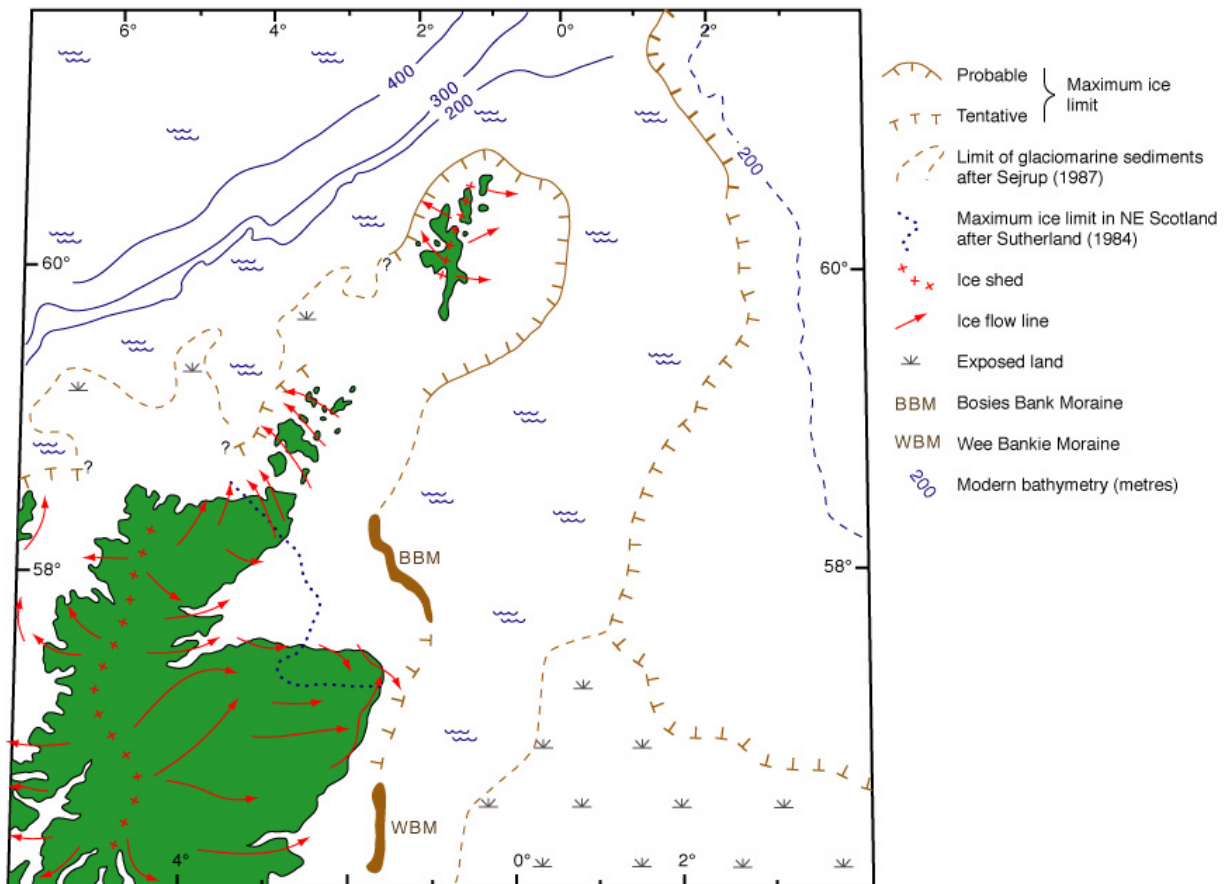 6° 4° 2° 0° 2°
400
300
200
200
60° 60°
?
?
?
58° 58°
BBM
WBM
4° 0° 2°
Probable
Tentative
Maximum ice
limit
Limit of glaciomarine sediments
after Sejrup (1987)
Maximum ice limit in NE Scotland
after Sutherland (1984)
Ice shed
Ice flow line
Exposed land
BBM Bosies Bank Moraine
WBM Wee Bankie Moraine
200 Modern bathymetry (metres)